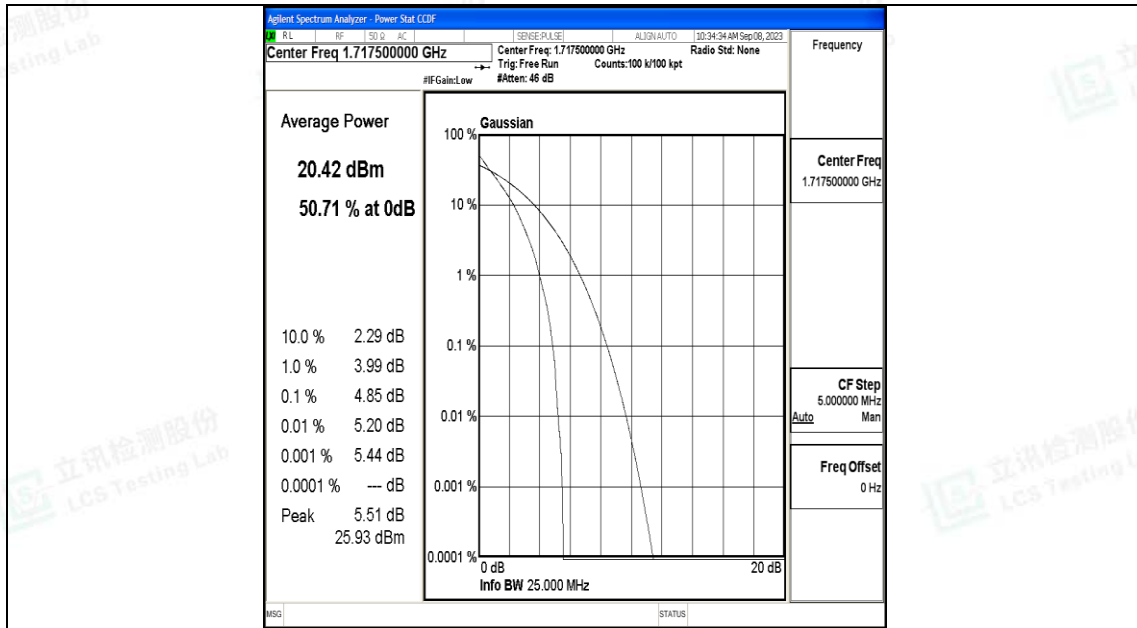 Agilent Spectrum Analyzer - Power Stat CCDF
LXI RL RF 50 Ω AC SENSE:PULSE ALIGN AUTO 10:34:34 AM Sep 08, 2023
Center Freq 1.717500000 GHz
Center Freq: 1.717500000 GHz Radio Std: None
Trig: Free Run Counts:100 k/100 kpt
#IFGain:Low #Atten: 46 dB
Frequency
Average Power
20.42 dBm
50.71 % at 0dB
10.0 % 2.29 dB
1.0 % 3.99 dB
0.1 % 4.85 dB
0.01 % 5.20 dB
0.001 % 5.44 dB
0.0001 % --- dB
Peak 5.51 dB
25.93 dBm
Gaussian
100 %
10 %
1 %
0.1 %
0.01 %
0.001 %
0.0001 %
0 dB 20 dB
Info BW 25.000 MHz
Center Freq
1.717500000 GHz
CF Step
5.000000 MHz
Auto Man
Freq Offset
0 Hz
MSG STATUS
立讯检测股份
LCS Testing Lab